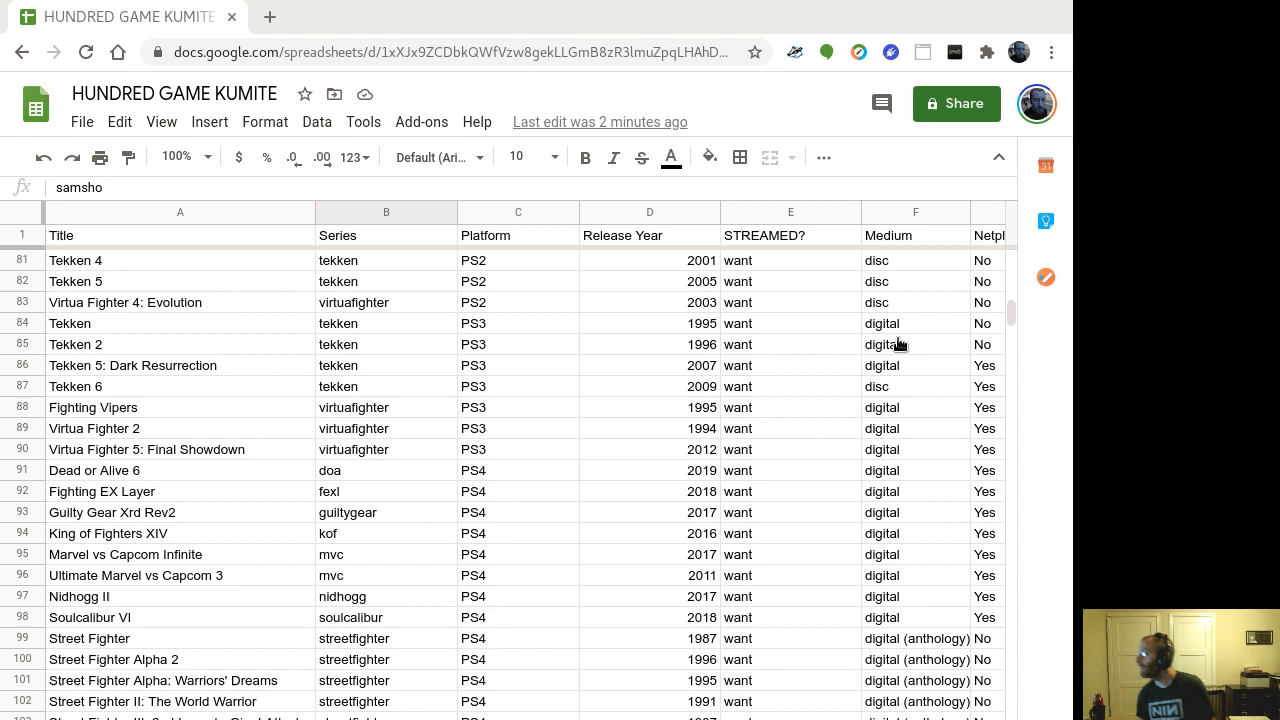 HUNDRED GAME KUMITE
docs.google.com/spreadsheets/d/1xXJx9ZCDbkQWfVzw8gekLLGmB8zR3lmuZpqLHAhD...
HUNDRED GAME KUMITE
Share
File Edit View Insert Format Da Tools Add-ons Help Last edit was 2 minutes ago
100% $ % .0 .00 123 Default (Ari... 10 B I S A
31
fx samsho
A B C D E F
1 Title Series Platform Release Year STREAMED? Medium Netpl
81 Tekken 4 tekken PS2 2001 want disc No
82 Tekken 5 tekken PS2 2005 want disc No
83 Virtua Fighter 4: Evolution virtuafighter PS2 2003 want disc No
84 Tekken tekken PS3 1995 want digital No
85 Tekken 2 tekken PS3 1996 want digital No
86 Tekken 5: Dark Resurrection tekken PS3 2007 want digital Yes
87 Tekken 6 tekken PS3 2009 want disc Yes
88 Fighting Vipers virtuafighter PS3 1995 want digital Yes
89 Virtua Fighter 2 virtuafighter PS3 1994 want digital Yes
90 Virtua Fighter 5: Final Showdown virtuafighter PS3 2012 want digital Yes
91 Dead or Alive 6 doa PS4 2019 want digital Yes
92 Fighting EX Layer fexl PS4 2018 want digital Yes
93 Guilty Gear Xrd Rev2 guiltygear PS4 2017 want digital Yes
94 King of Fighters XIV kof PS4 2016 want digital Yes
95 Marvel vs Capcom Infinite mvc PS4 2017 want digital Yes
96 Ultimate Marvel vs Capcom 3 mvc PS4 2011 want digital Yes
97 Nidhogg II nidhogg PS4 2017 want digital Yes
98 Soulcalibur VI soulcalibur PS4 2018 want digital Yes
99 Street Fighter streetfighter PS4 1987 want digital (anthology) No
100 Street Fighter Alpha 2 streetfighter PS4 1996 want digital (anthology) No
101 Street Fighter Alpha: Warriors' Dreams streetfighter PS4 1995 want digital (anthology) No
102 Street Fighter II: The World Warrior streetfighter PS4 1991 want digital (anthology) No
NIN